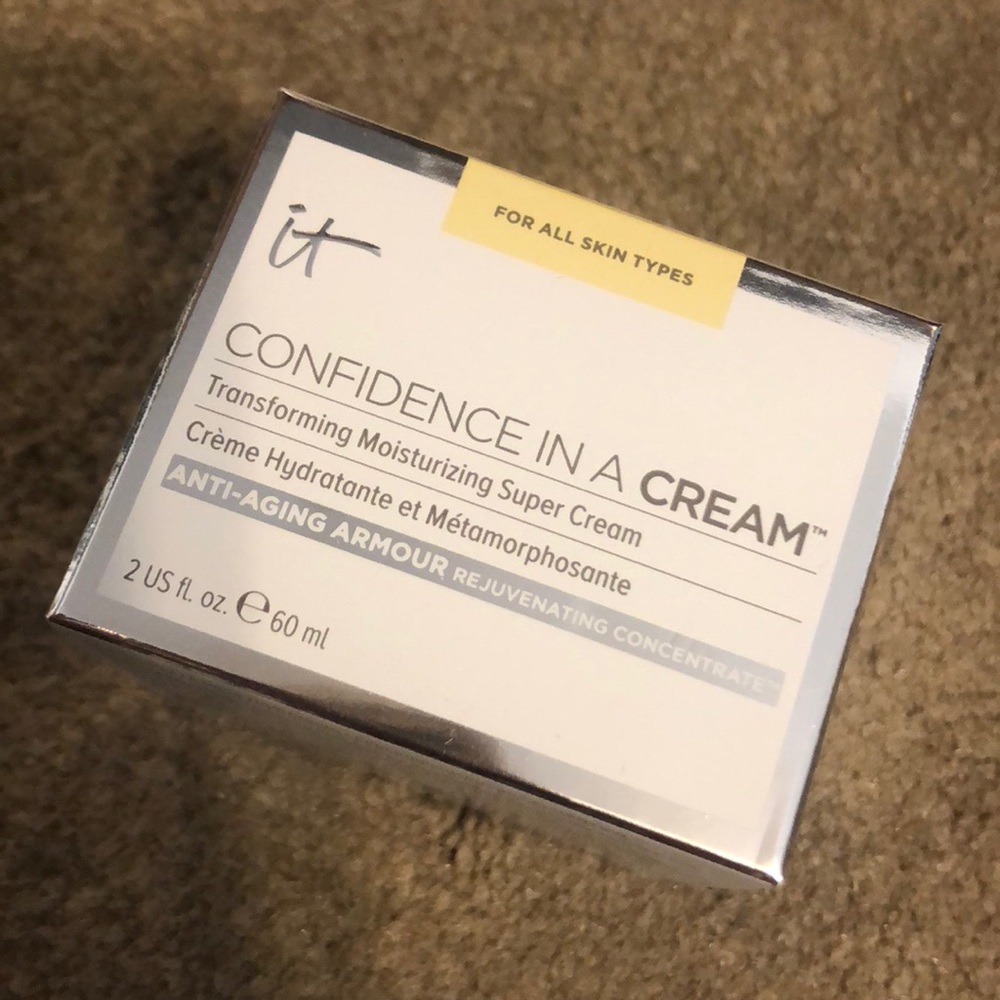 FOR ALL SKIN TYPES
it
CONFIDENCE IN A CREAM™
Transforming Moisturizing Super Cream
Crème Hydratante et Métamorphosante
ANTI-AGING ARMOUR REJUVENATING CONCENTRATE™
2 US fl. oz. ℮ 60 ml